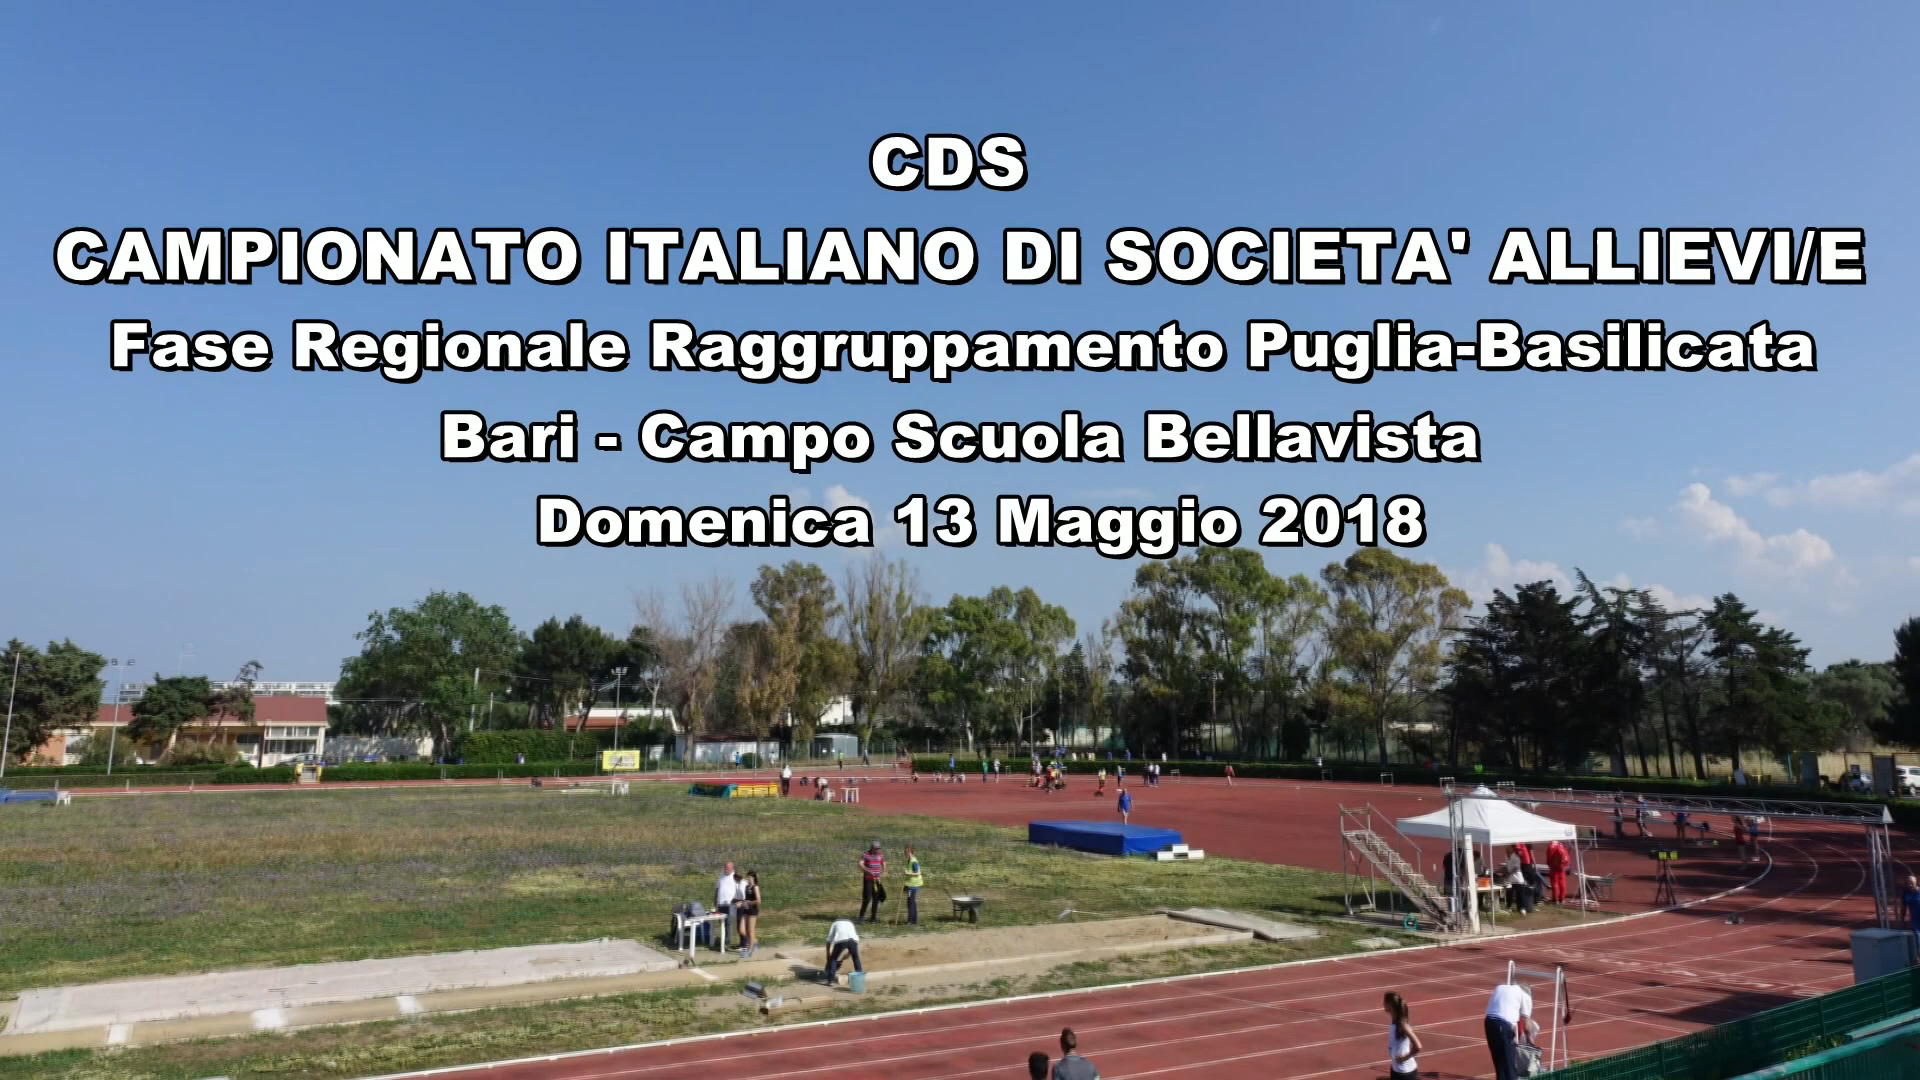 CDS
CAMPIONATO ITALIANO DI SOCIETA' ALLIEVI/E
Fase Regionale Raggruppamento Puglia-Basilicata
Bari - Campo Scuola Bellavista
Domenica 13 Maggio 2018